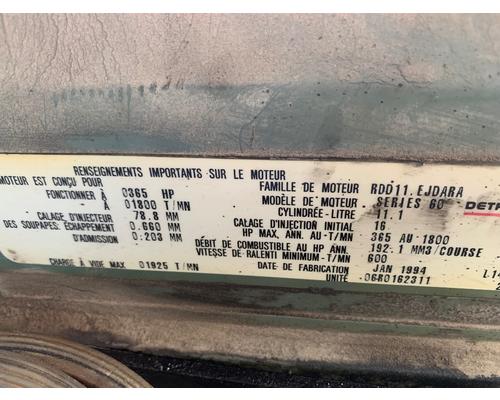 RENSEIGNEMENTS IMPORTANTS SUR LE MOTEUR
MOTEUR EST CONÇU POUR
FONCTIONNER À 0365 HP
À 01800 T/MN
CALAGE D'INJECTEUR 78.8 MM
DES SOUPAPES: ÉCHAPPEMENT 0.660 MM
D'ADMISSION 0.203 MM
CHARGE À VIDE MAX 01925 T/MN
FAMILLE DE MOTEUR RDD11.EJDARA
MODÈLE DE MOTEUR SERIES 60
CYLINDRÉE-LITRE 11.1
CALAGE D'INJECTION INITIAL 16
HP MAX. ANN. AU-T/MN 365 AU 1800
DÉBIT DE COMBUSTIBLE AU HP ANN. 192.1 MM3/COURSE
VITESSE DE RALENTI MINIMUM-T/MN 600
DATE DE FABRICATION JAN 1994
UNITÉ 06R0162311